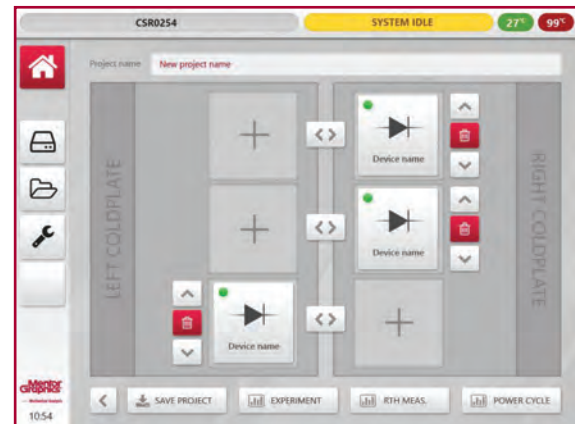 CSR0254
SYSTEM IDLE
27°C
99°C
Project name
New project name
LEFT COLDPLATE
Device name
Device name
Device name
RIGHT COLDPLATE
SAVE PROJECT
EXPERIMENT
RTH MEAS.
POWER CYCLE
Mentor
Graphics
10:54